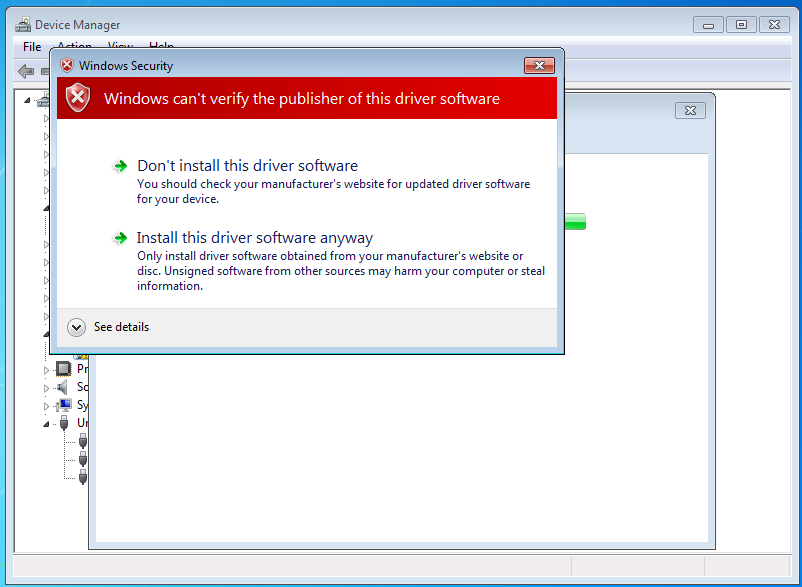 Device Manager
File Action View Help
Windows Security
Windows can't verify the publisher of this driver software
Don't install this driver software
You should check your manufacturer's website for updated driver software
for your device.
Install this driver software anyway
Only install driver software obtained from your manufacturer's website or
disc. Unsigned software from other sources may harm your computer or steal
information.
See details
Pr
So
Sy
Un